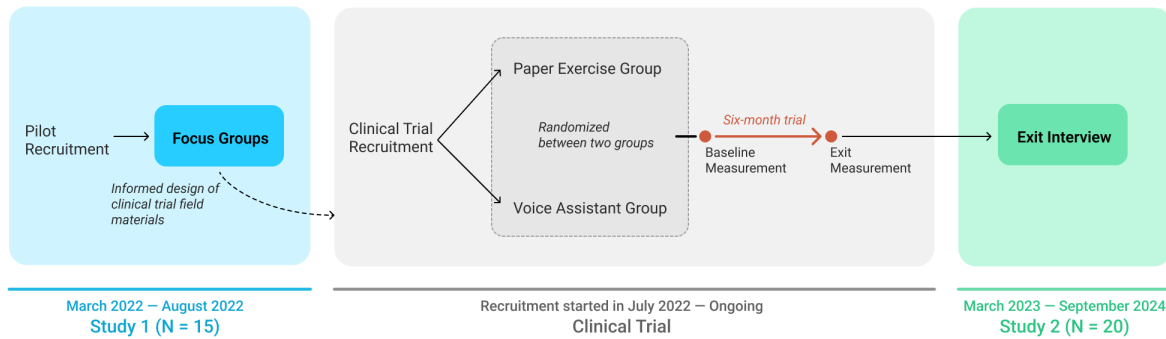 Pilot
Recruitment
Focus Groups
Informed design of
clinical trial field
materials
March 2022 — August 2022
Study 1 (N = 15)
Clinical Trial
Recruitment
Paper Exercise Group
Randomized
between two groups
Voice Assistant Group
Six-month trial
Baseline
Measurement
Exit
Measurement
Recruitment started in July 2022 — Ongoing
Clinical Trial
Exit Interview
March 2023 — September 2024
Study 2 (N = 20)